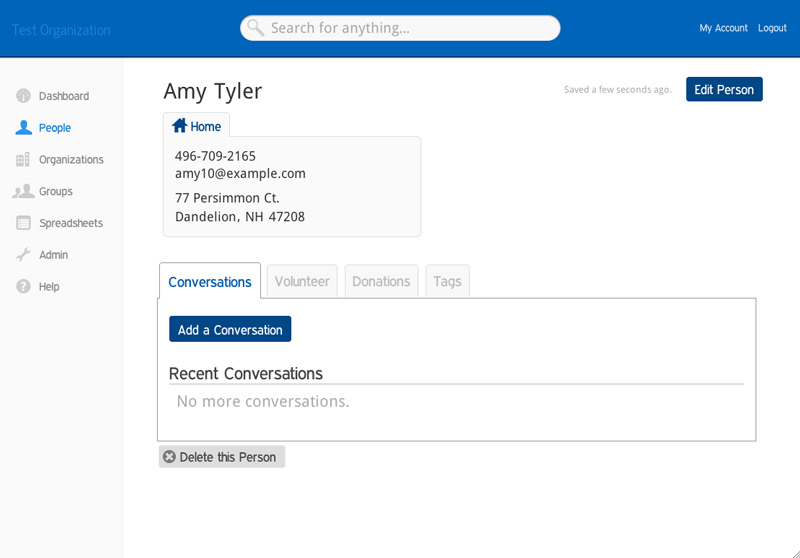 Test Organization
Search for anything...
My Account Logout
Dashboard
People
Organizations
Groups
Spreadsheets
Admin
Help
Amy Tyler
Saved a few seconds ago.
Edit Person
Home
496-709-2165
amy10@example.com
77 Persimmon Ct.
Dandelion, NH 47208
Conversations Volunteer Donations Tags
Add a Conversation
Recent Conversations
No more conversations.
Delete this Person